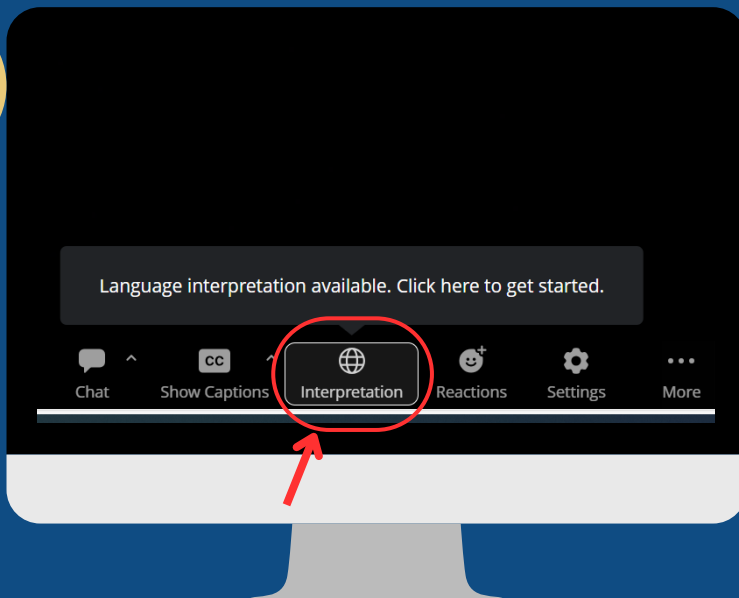 Language interpretation available. Click here to get started.
CC
Chat Show Captions Interpretation Reactions Settings More